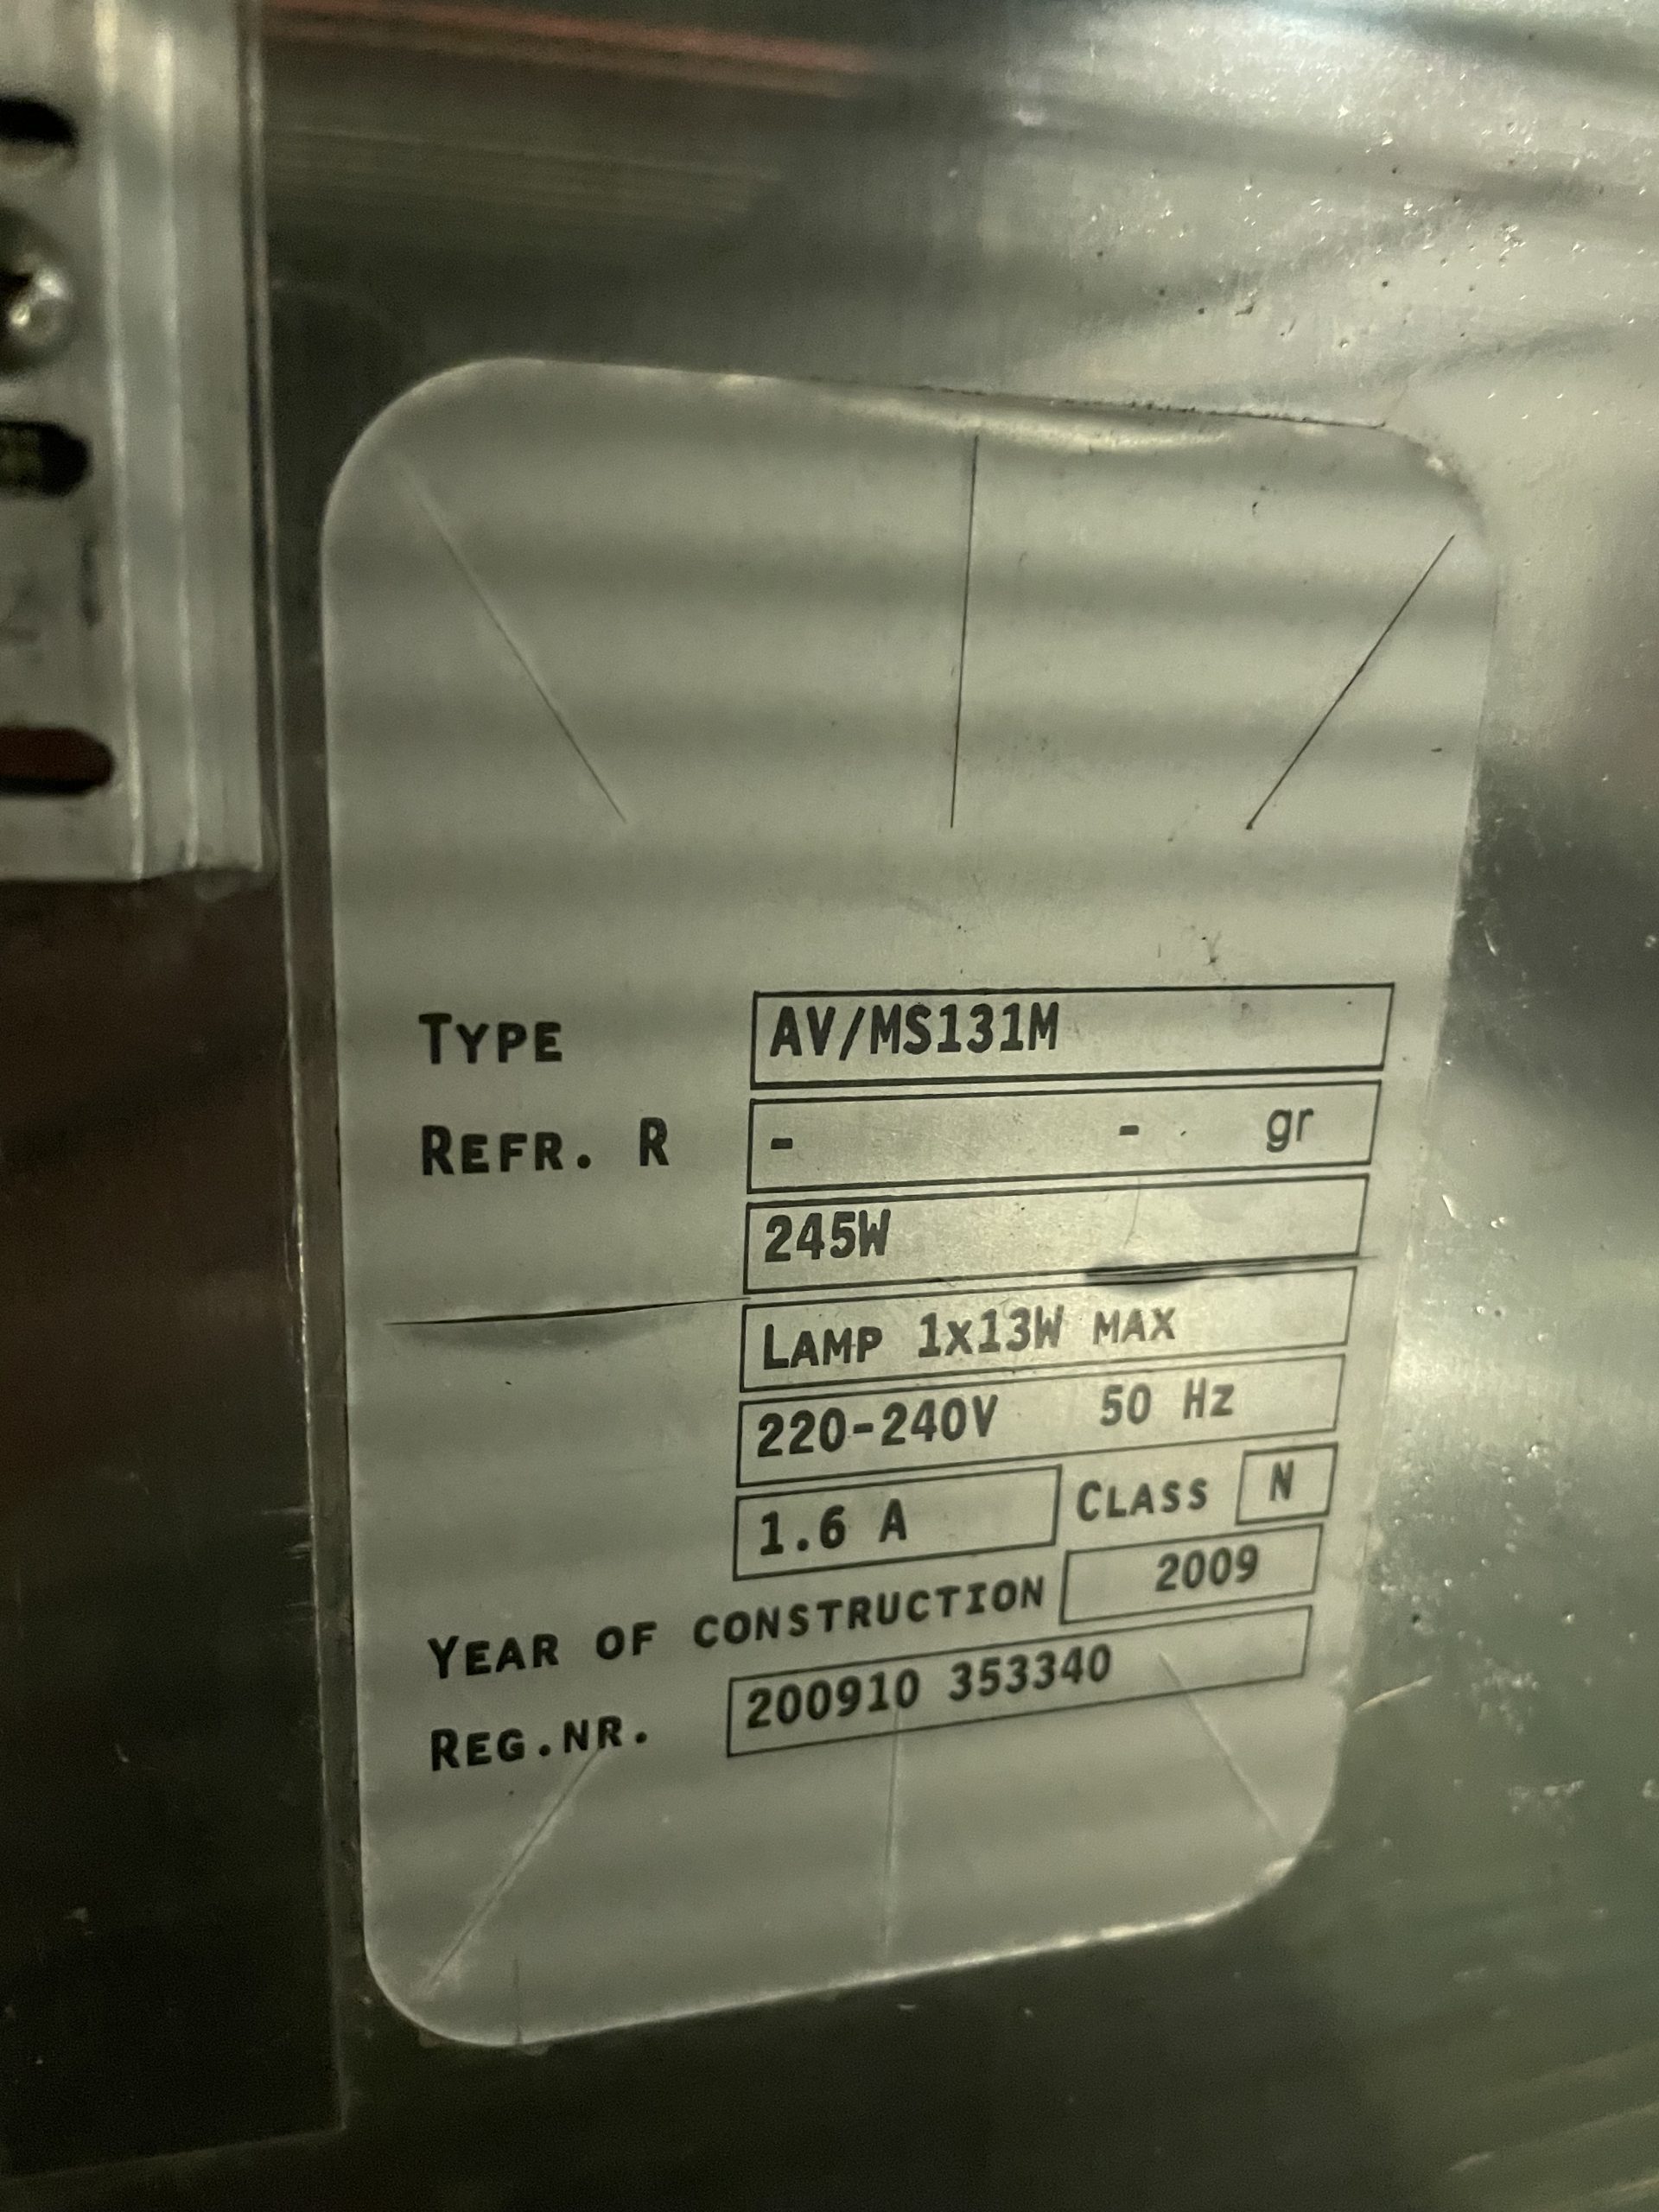 TYPE AV/MS131M
REFR. R - - gr
245W
LAMP 1x13W MAX
220-240V 50 Hz
1.6 A CLASS N
YEAR OF CONSTRUCTION 2009
REG.NR. 200910 353340